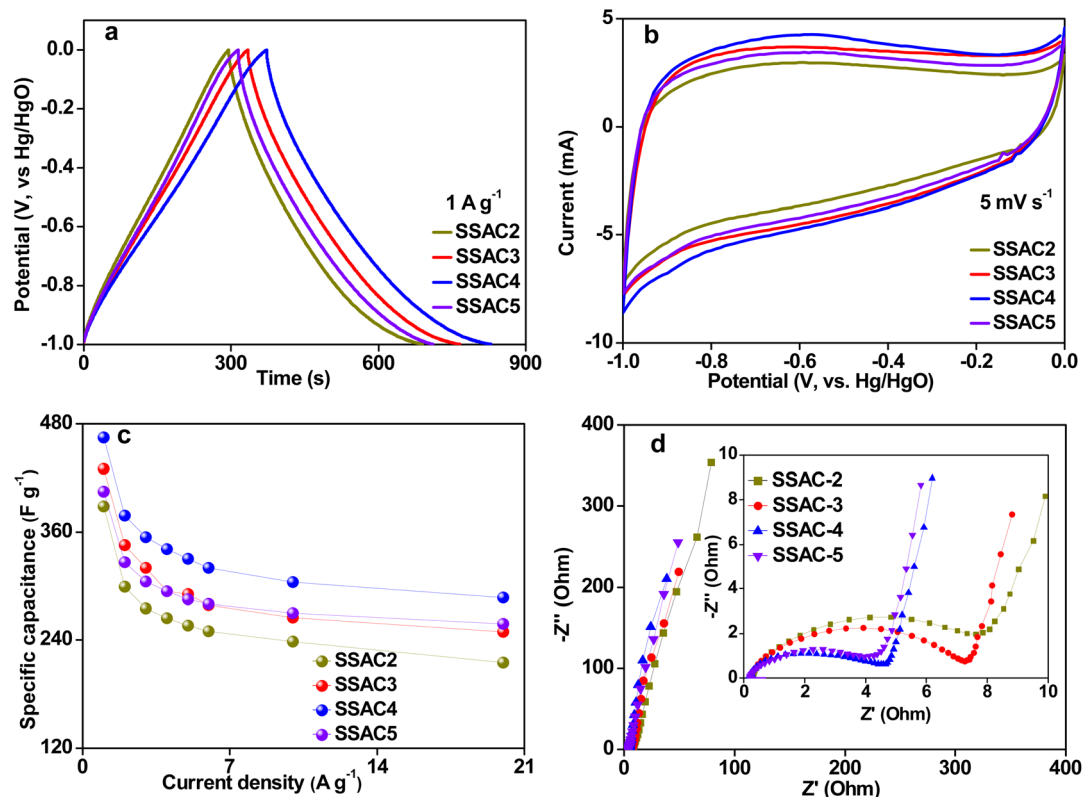 a
Potential (V, vs Hg/HgO)
0.0
-0.2
-0.4
-0.6
-0.8
-1.0
1 A g⁻¹
SSAC2
SSAC3
SSAC4
SSAC5
0
300
600
900
Time (s)
b
Current (mA)
5
0
-5
-10
5 mV s⁻¹
SSAC2
SSAC3
SSAC4
SSAC5
-1.0
-0.8
-0.6
-0.4
-0.2
0.0
Potential (V, vs. Hg/HgO)
c
Specific capacitance (F g⁻¹)
480
360
240
120
SSAC2
SSAC3
SSAC4
SSAC5
7
14
21
Current density (A g⁻¹)
d
-Z'' (Ohm)
400
300
200
100
0
0
100
200
300
400
Z' (Ohm)
SSAC-2
SSAC-3
SSAC-4
SSAC-5
-Z'' (Ohm)
10
8
6
4
2
0
0
2
4
6
8
10
Z' (Ohm)